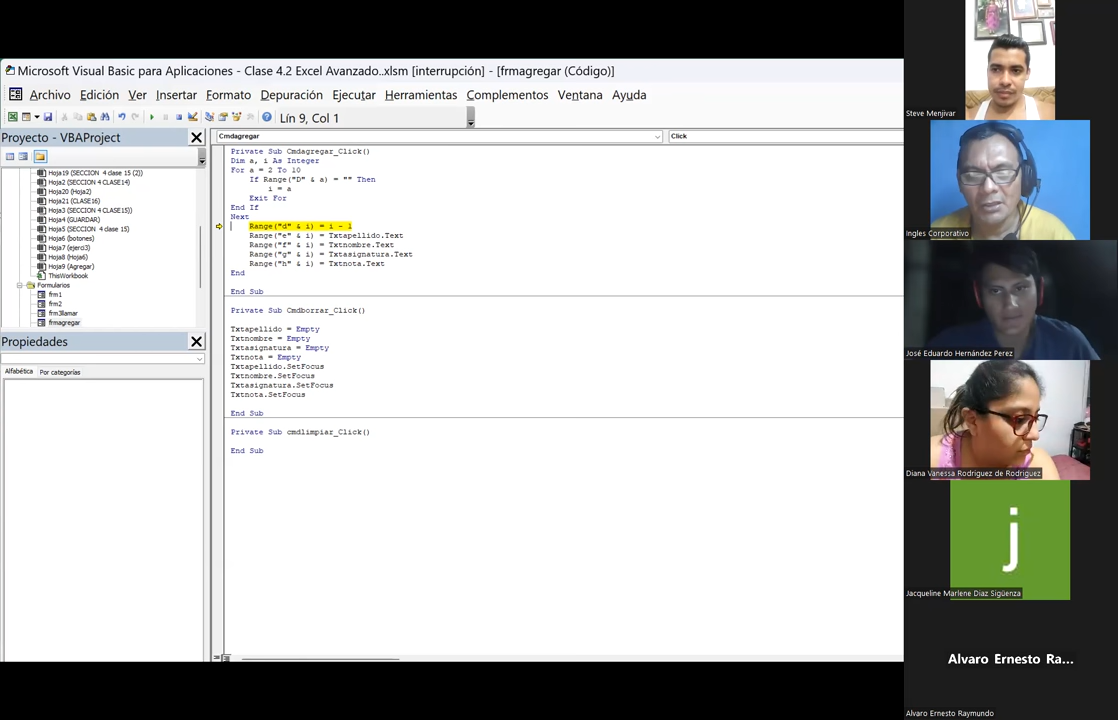 Microsoft Visual Basic para Aplicaciones - Clase 4.2 Excel Avanzado..xlsm [interrupción] - [frmagregar (Código)]
Archivo Edición Ver Insertar Formato Depuración Ejecutar Herramientas Complementos Ventana Ayuda
Lín 9, Col 1
Proyecto - VBAProject
Hoja19 (SECCION 4 clase 15 (2))
Hoja2 (SECCION 4 CLASE14)
Hoja20 (Hoja2)
Hoja21 (CLASE16)
Hoja3 (SECCION 4 CLASE15))
Hoja4 (GUARDAR)
Hoja5 (SECCION 4 clase 15)
Hoja6 (botones)
Hoja7 (ejerci3)
Hoja8 (Hoja6)
Hoja9 (Agregar)
ThisWorkbook
Formularios
frm1
frm2
frm3llamar
frmagregar
Propiedades
Alfabética Por categorías
Cmdagregar Click
Private Sub Cmdagregar_Click()
Dim a, i As Integer
For a = 2 To 10
If Range("D" & a) = "" Then
i = a
Exit For
End If
Next
Range("d" & i) = i - 1
Range("e" & i) = Txtapellido.Text
Range("f" & i) = Txtnombre.Text
Range("g" & i) = Txtasignatura.Text
Range("h" & i) = Txtnota.Text
End
End Sub
Private Sub Cmdborrar_Click()
Txtapellido = Empty
Txtnombre = Empty
Txtasignatura = Empty
Txtnota = Empty
Txtapellido.SetFocus
Txtnombre.SetFocus
Txtasignatura.SetFocus
Txtnota.SetFocus
End Sub
Private Sub cmdlimpiar_Click()
End Sub
Steve Menjivar
Ingles Corporativo
José Eduardo Hernández Perez
Diana Vanessa Rodriguez de Rodriguez
j
Jacqueline Marlene Diaz Sigüenza
Alvaro Ernesto Ra...
Alvaro Ernesto Raymundo